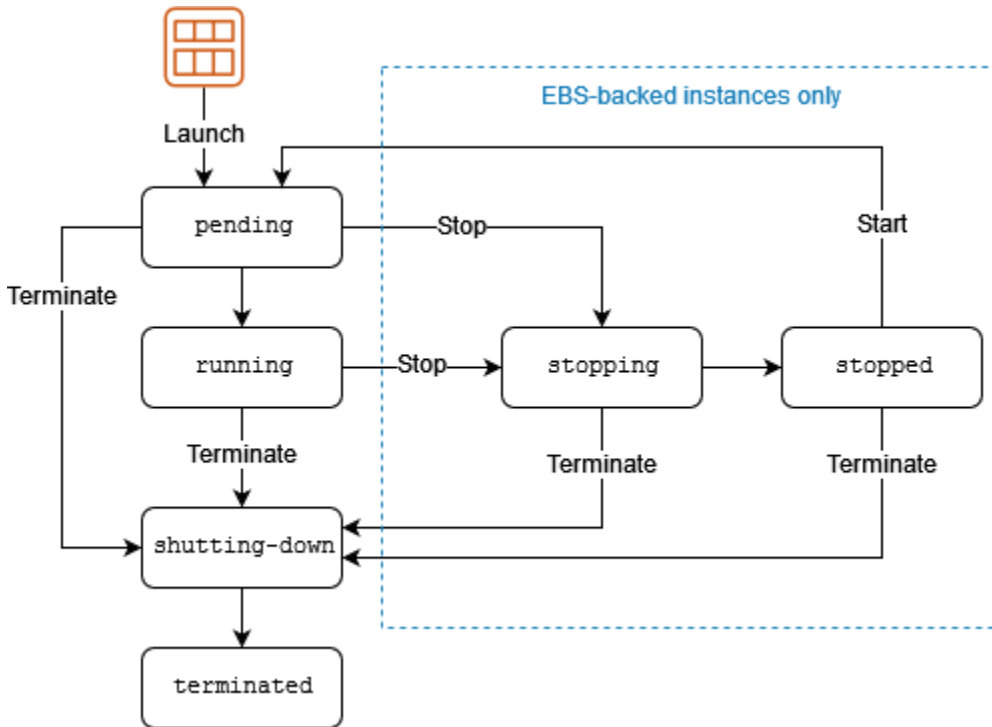 EBS-backed instances only
Launch
pending
Stop
Start
Terminate
running
Stop
stopping
stopped
Terminate
Terminate
Terminate
shutting-down
terminated